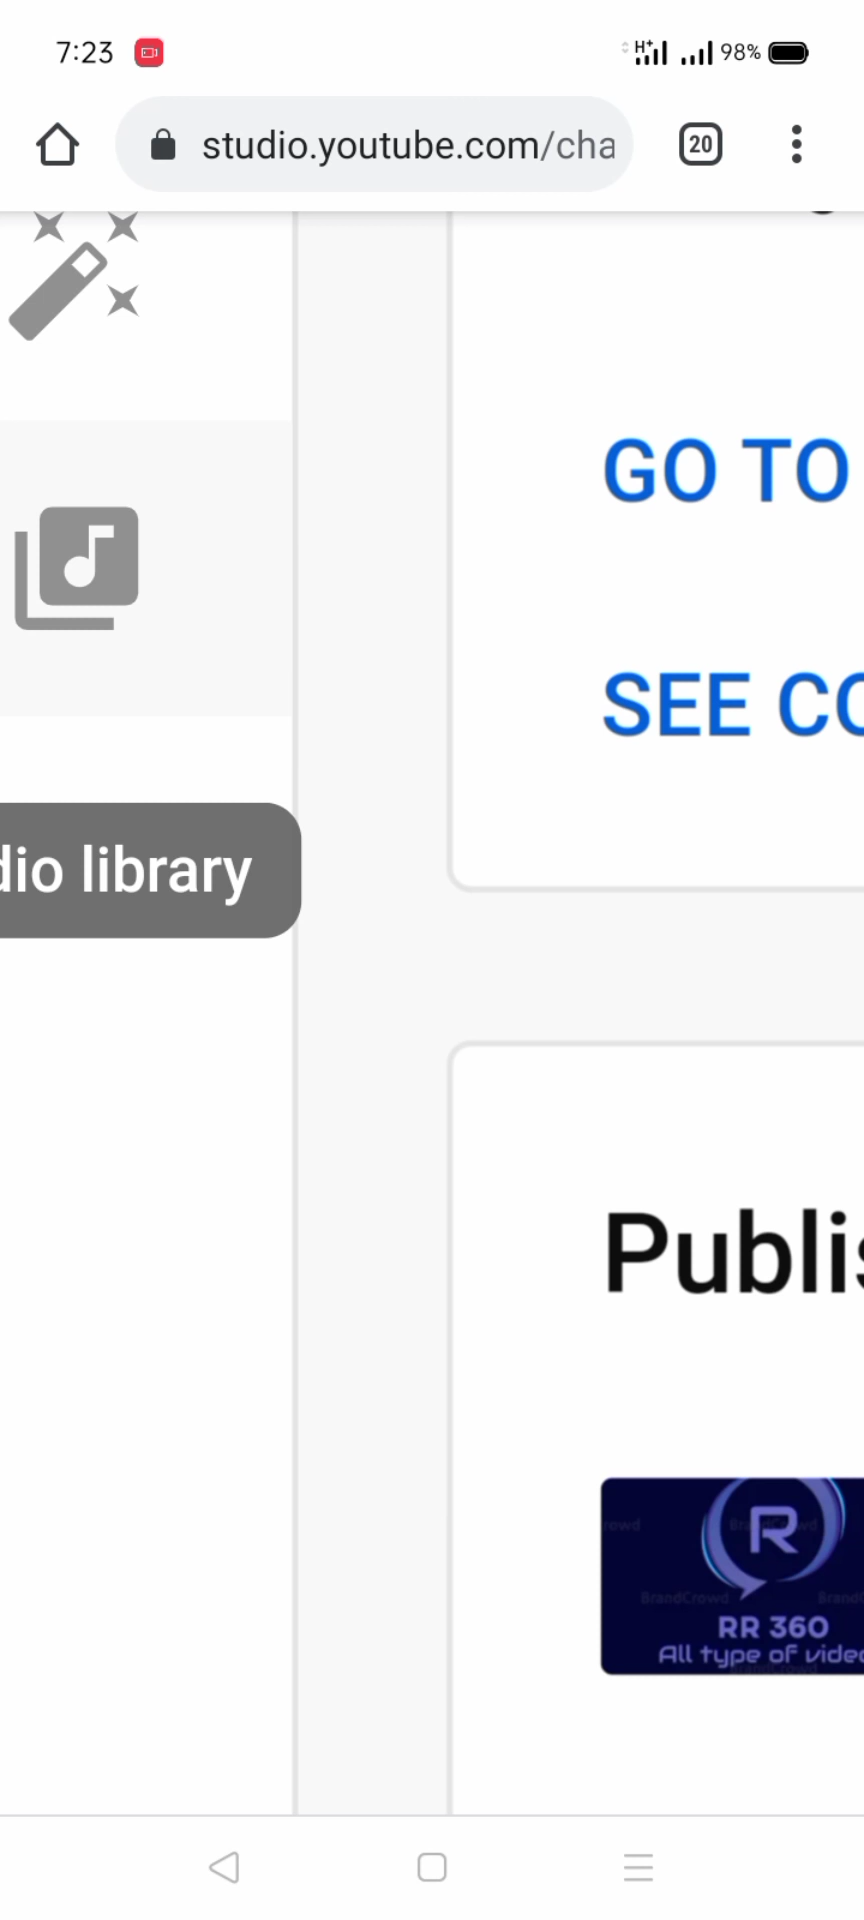 7:23 H+ 98%
studio.youtube.com/cha
20
GO TO
SEE CO
dio library
Publis
R
BrandCrowd
RR 360
All type of video